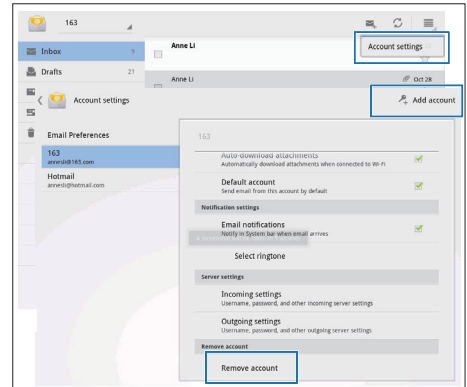 163
Inbox
9
Anne Li
Account settings
Drafts
21
Anne Li
Oct 28
Account settings
Add account
Email Preferences
163
annesli@163.com
Hotmail
annesli@hotmail.com
163
Auto-download attachments
Automatically download attachments when connected to Wi-Fi
Default account
Send email from this account by default
Notification settings
Email notifications
Notify in System bar when email arrives
Select ringtone
Server settings
Incoming settings
Username, password, and other incoming server settings
Outgoing settings
Username, password, and other outgoing server settings
Remove account
Remove account